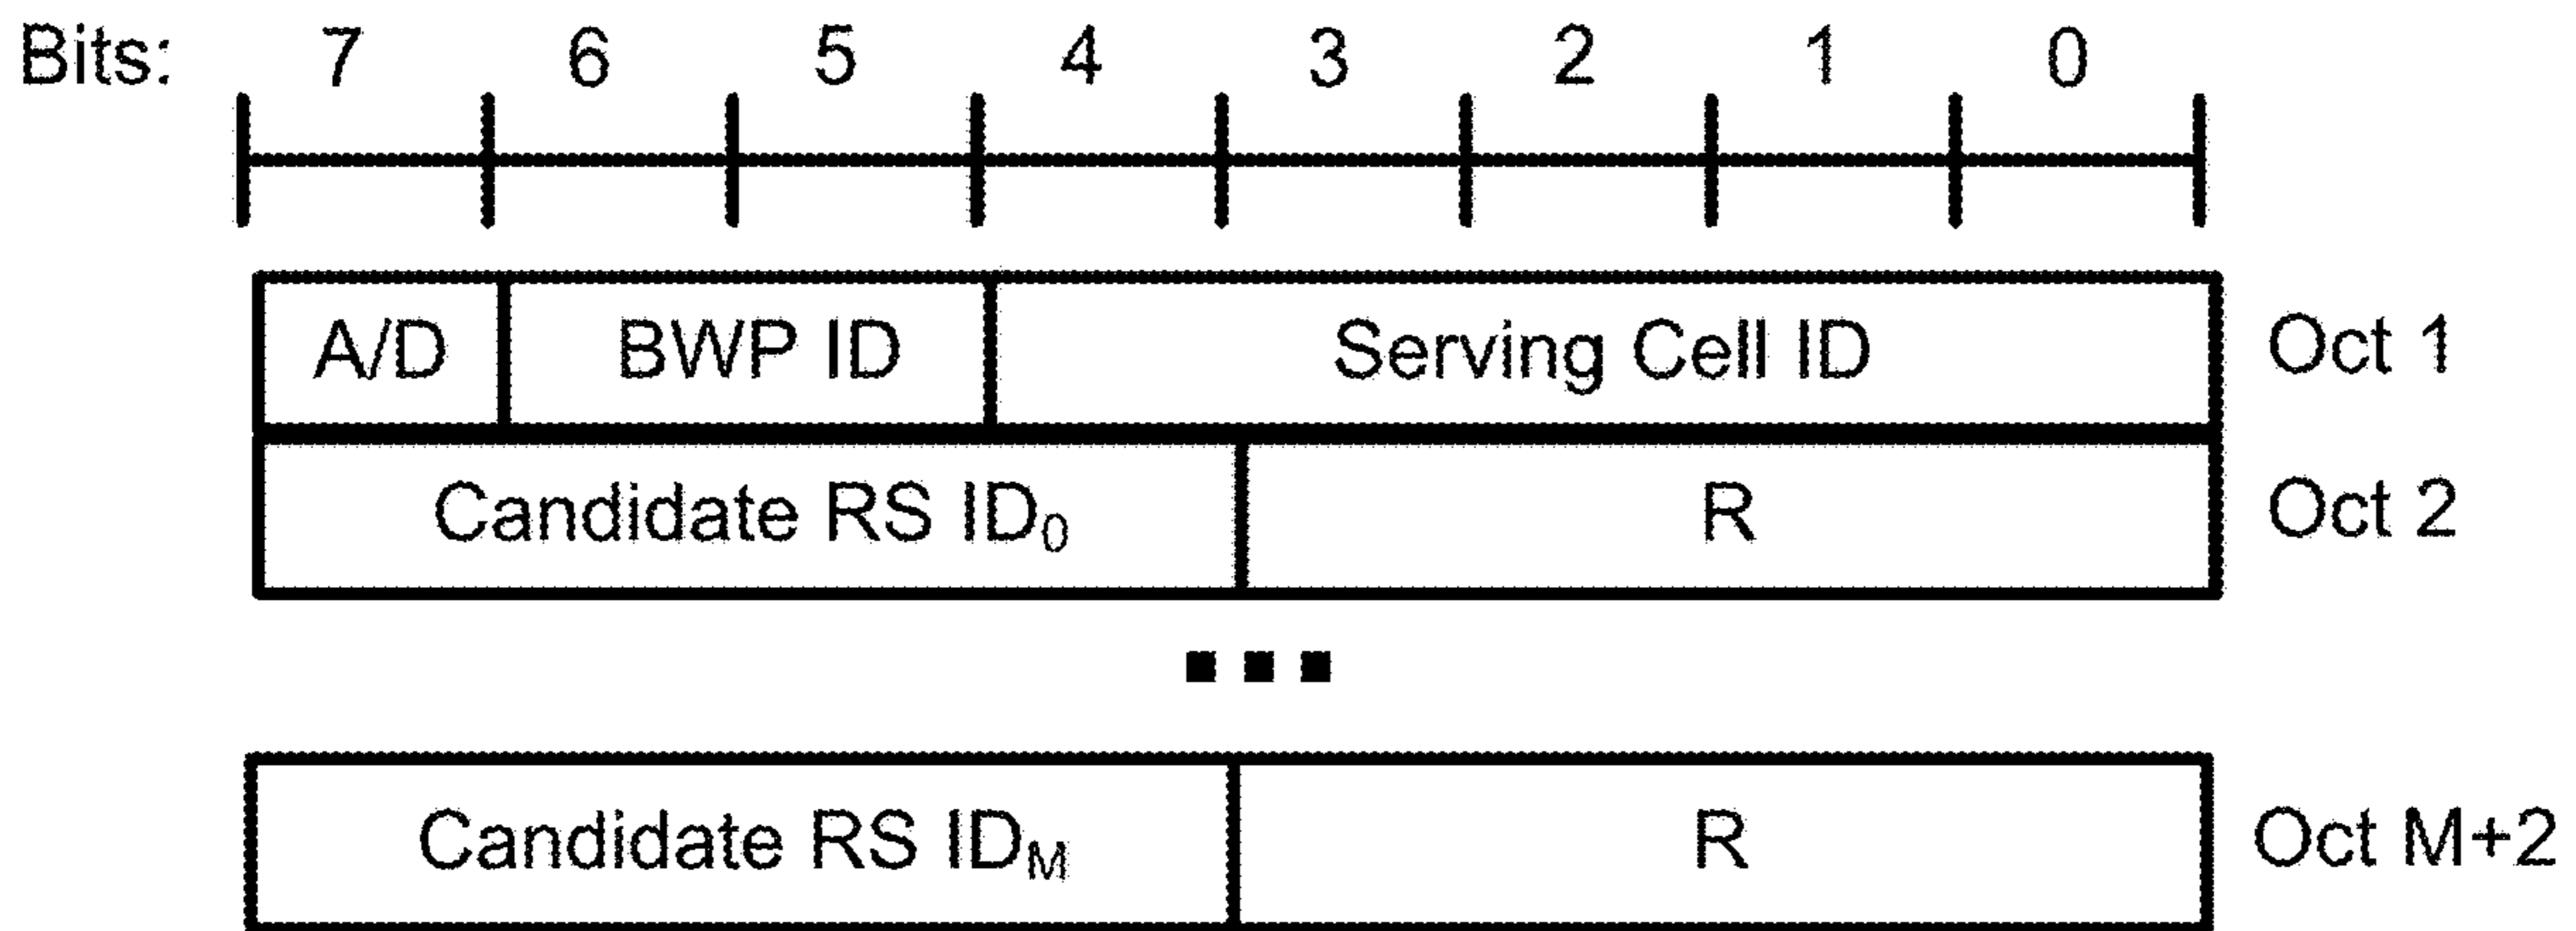 Bits: 7 6 5 4 3 2 1 0
A/D BWP ID Serving Cell ID Oct 1
Candidate RS ID₀ R Oct 2
...
Candidate RS ID_M R Oct M+2